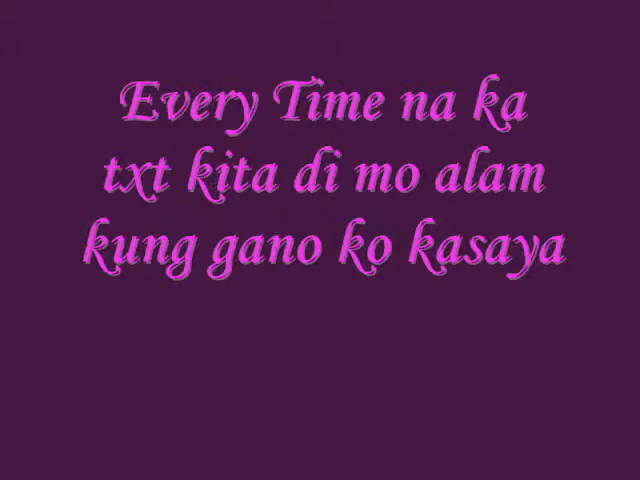 Every Time na ka
txt kita di mo alam
kung gano ko kasaya